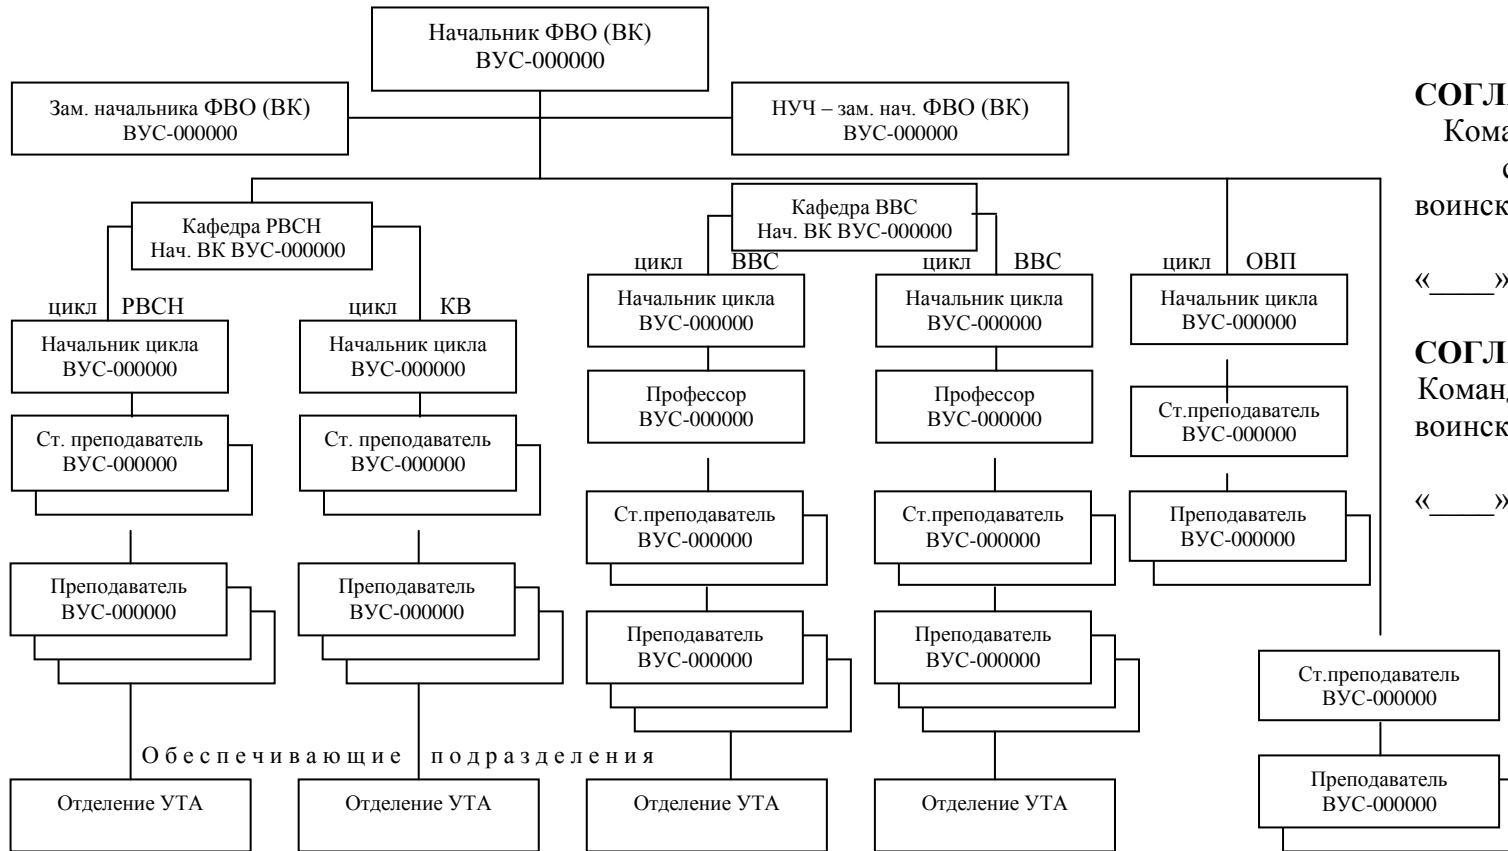 Начальник ФВО (ВК)
ВУС-000000
Зам. начальника ФВО (ВК)
ВУС-000000
НУЧ – зам. нач. ФВО (ВК)
ВУС-000000
Кафедра РВСН
Нач. ВК ВУС-000000
Кафедра ВВС
Нач. ВК ВУС-000000
цикл РВСН
Начальник цикла
ВУС-000000
Ст. преподаватель
ВУС-000000
Преподаватель
ВУС-000000
цикл КВ
Начальник цикла
ВУС-000000
Ст. преподаватель
ВУС-000000
Преподаватель
ВУС-000000
цикл ВВС
Начальник цикла
ВУС-000000
Профессор
ВУС-000000
Ст.преподаватель
ВУС-000000
Преподаватель
ВУС-000000
цикл ВВС
Начальник цикла
ВУС-000000
Профессор
ВУС-000000
Ст.преподаватель
ВУС-000000
Преподаватель
ВУС-000000
цикл ОВП
Начальник цикла
ВУС-000000
Ст.преподаватель
ВУС-000000
Преподаватель
ВУС-000000
Ст.преподаватель
ВУС-000000
Преподаватель
ВУС-000000
Обеспечивающие подразделения
Отделение УТА
Отделение УТА
Отделение УТА
Отделение УТА
«____»
«____»